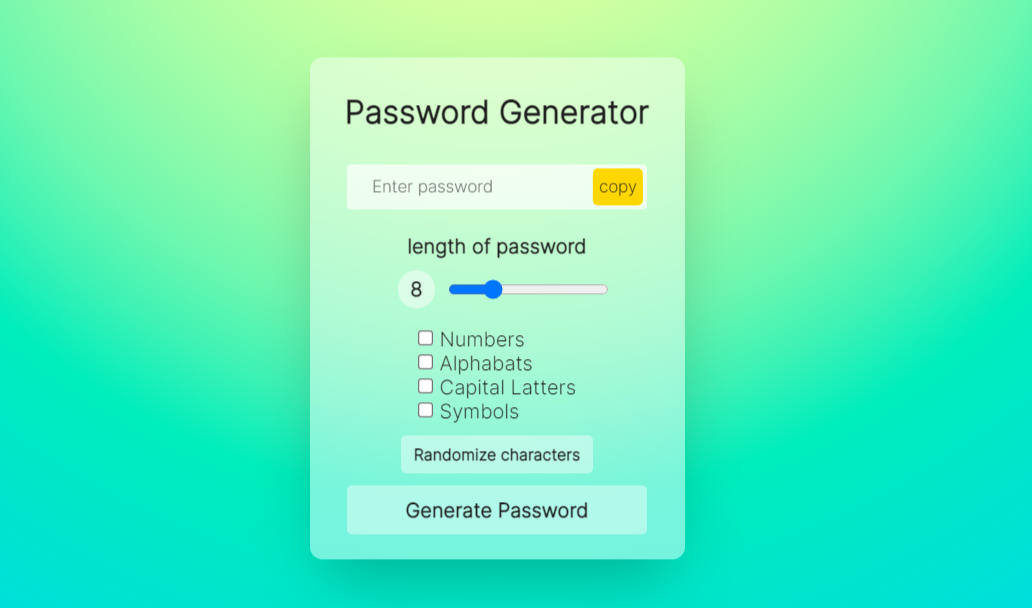 Password Generator
Enter password copy
length of password
8
Numbers
Alphabats
Capital Latters
Symbols
Randomize characters
Generate Password